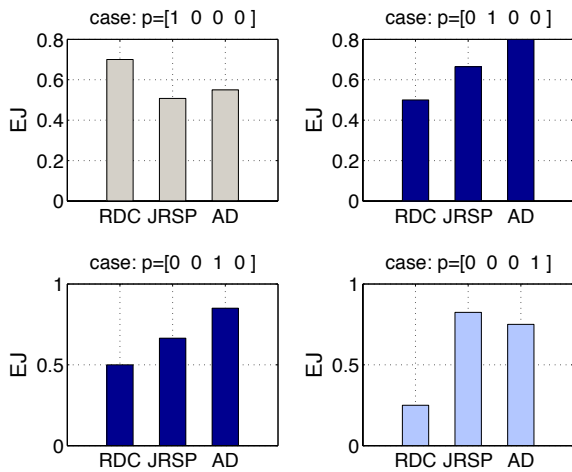 case: p=[1 0 0 0 ]
0.8
0.6
0.4
0.2
0
EJ
RDC JRSP AD
case: p=[0 1 0 0 ]
0.8
0.6
0.4
0.2
0
EJ
RDC JRSP AD
case: p=[0 0 1 0 ]
1
0.5
0
EJ
RDC JRSP AD
case: p=[0 0 0 1 ]
1
0.5
0
EJ
RDC JRSP AD